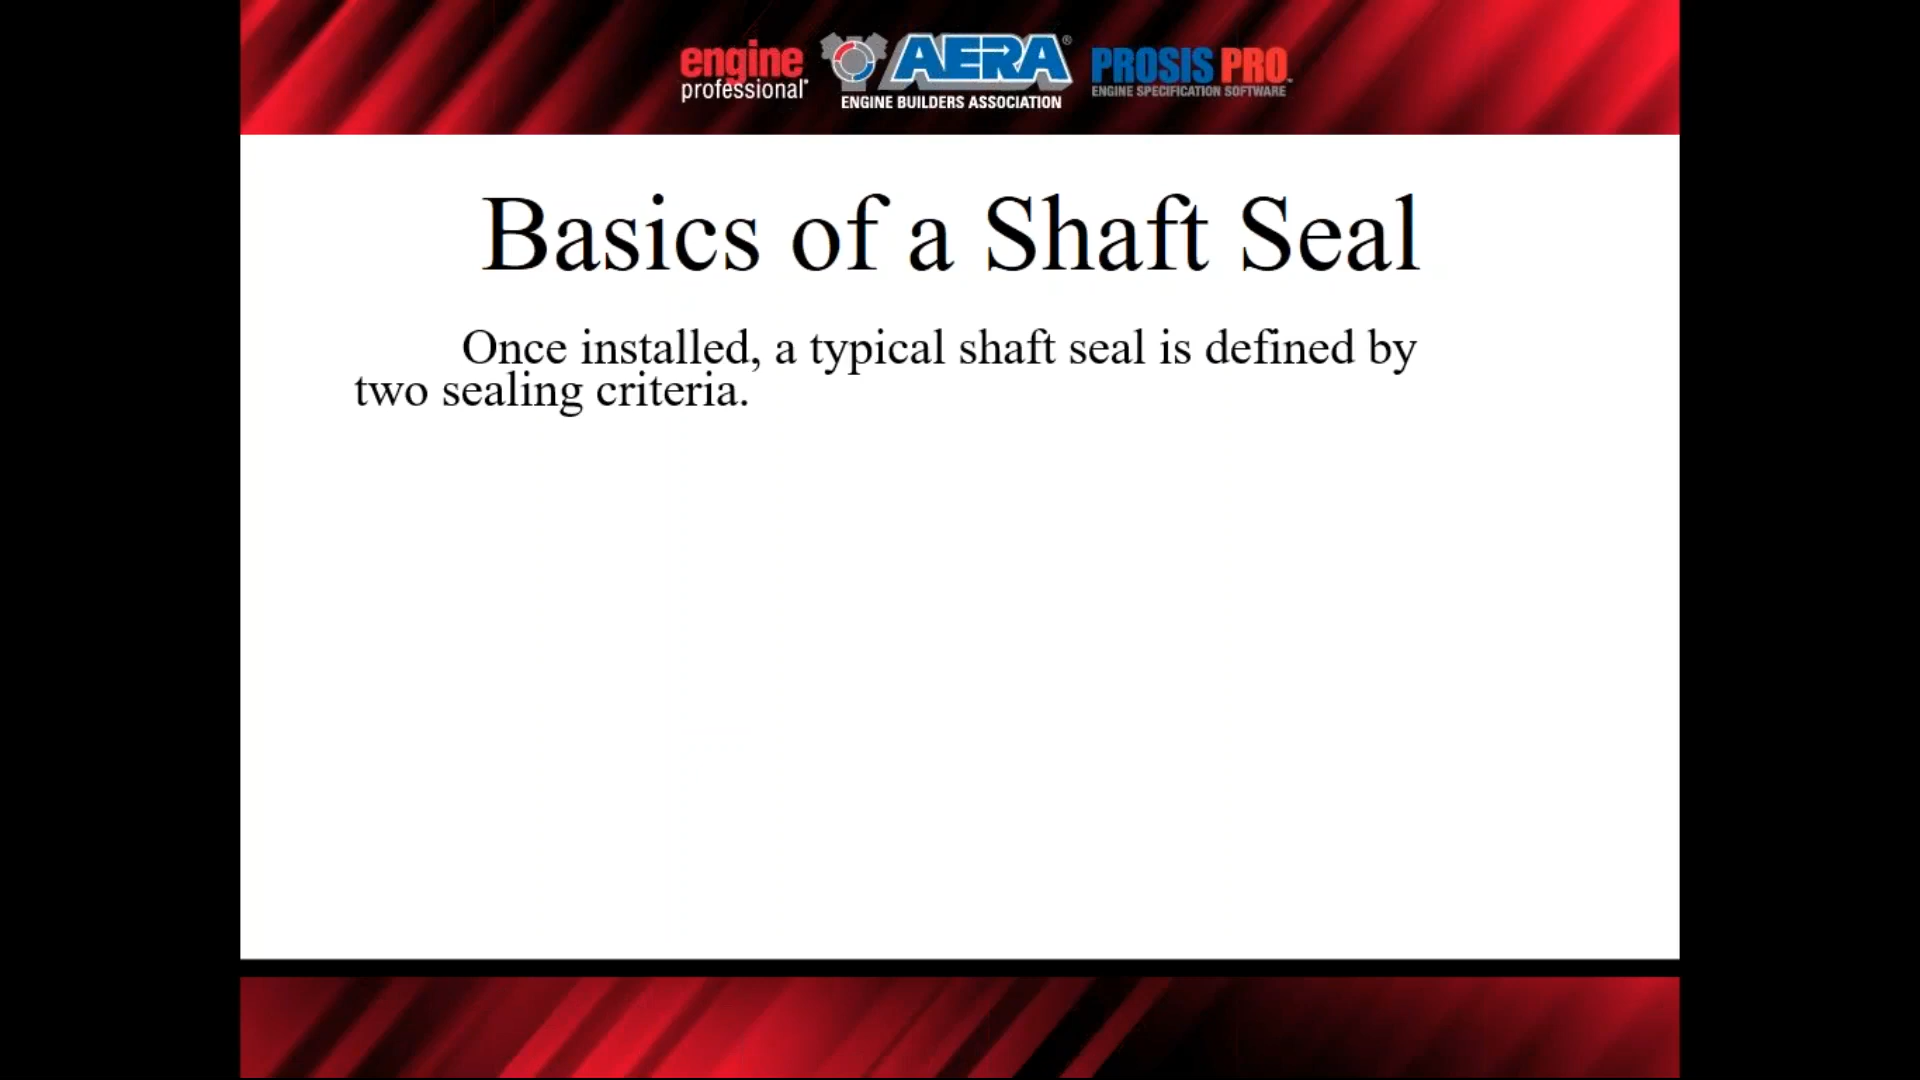 engine
professional
AERA®
ENGINE BUILDERS ASSOCIATION
PROSIS PRO™
ENGINE SPECIFICATION SOFTWARE
Basics of a Shaft Seal
Once installed, a typical shaft seal is defined by
two sealing criteria.